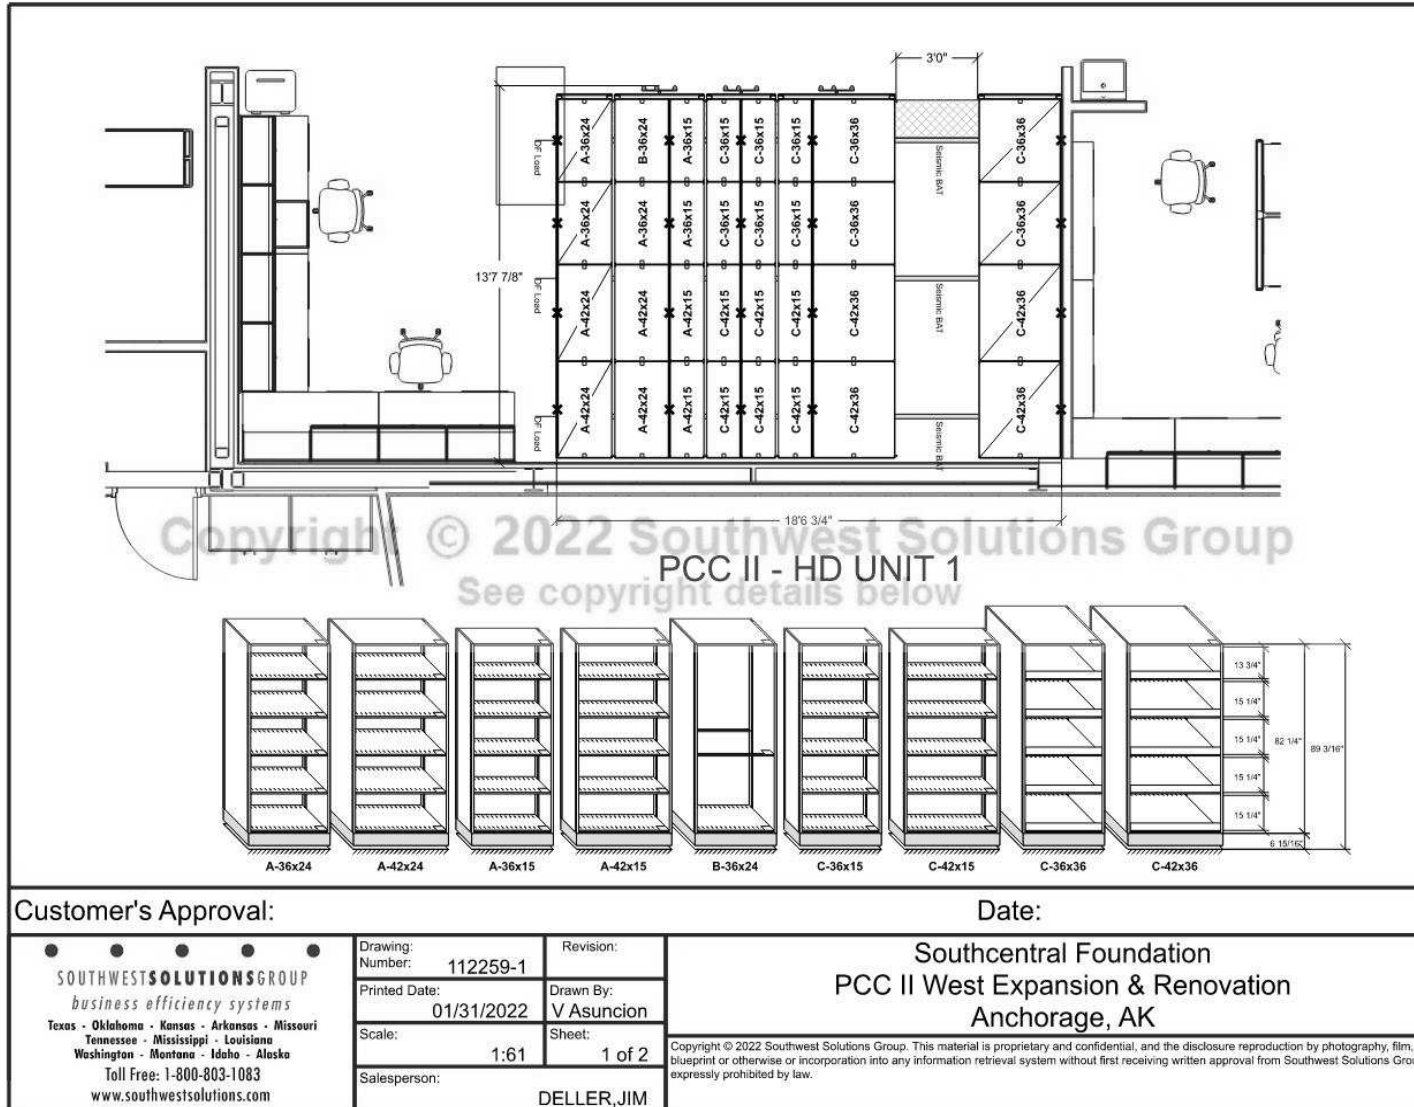 3'0"
A-36x24
B-36x24
A-36x15
C-36x15
C-36x15
C-36x15
C-36x36
C-36x36
DF Load
Seismic BAT
A-36x24
A-36x24
A-36x15
C-36x15
C-36x15
C-36x15
C-36x36
C-36x36
13'7 7/8"
DF Load
A-42x24
A-42x24
A-42x15
C-42x15
C-42x15
C-42x15
C-42x36
C-42x36
Seismic BAT
A-42x24
A-42x24
A-42x15
C-42x15
C-42x15
C-42x15
C-42x36
C-42x36
DF Load
Seismic BAT
18'6 3/4"
Copyright © 2022 Southwest Solutions Group
PCC II - HD UNIT 1
See copyright details below
13 3/4"
15 1/4"
15 1/4"
15 1/4"
15 1/4"
82 1/4"
89 3/16"
6 15/16"
A-36x24
A-42x24
A-36x15
A-42x15
B-36x24
C-36x15
C-42x15
C-36x36
C-42x36
Customer's Approval:
Date:
SOUTHWESTSOLUTIONSGROUP
business efficiency systems
Texas - Oklahoma - Kansas - Arkansas - Missouri
Tennessee - Mississippi - Louisiana
Washington - Montana - Idaho - Alaska
Toll Free: 1-800-803-1083
www.southwestsolutions.com
Drawing:
Number: 112259-1
Revision:
Printed Date:
01/31/2022
Drawn By:
V Asuncion
Scale:
1:61
Sheet:
1 of 2
Salesperson:
DELLER,JIM
Southcentral Foundation
PCC II West Expansion & Renovation
Anchorage, AK
Copyright © 2022 Southwest Solutions Group. This material is proprietary and confidential, and the disclosure reproduction by photography, film,
blueprint or otherwise or incorporation into any information retrieval system without first receiving written approval from Southwest Solutions Gro
expressly prohibited by law.